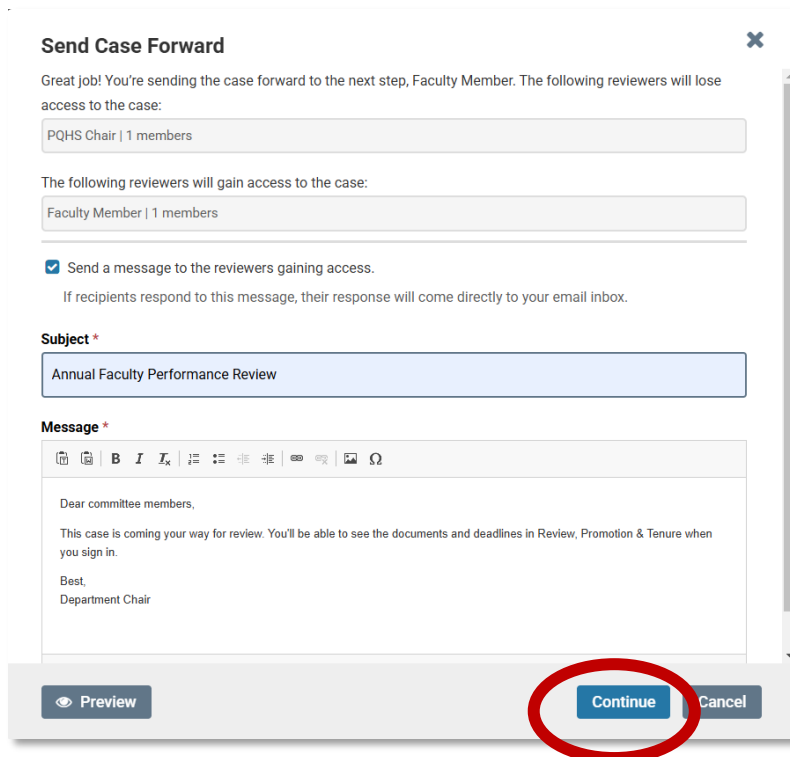 Send Case Forward
Great job! You're sending the case forward to the next step, Faculty Member. The following reviewers will lose
access to the case:
PQHS Chair | 1 members
The following reviewers will gain access to the case:
Faculty Member | 1 members
Send a message to the reviewers gaining access.
If recipients respond to this message, their response will come directly to your email inbox.
Subject *
Annual Faculty Performance Review
Message *
B I Ix Ω
Dear committee members,
This case is coming your way for review. You'll be able to see the documents and deadlines in Review, Promotion & Tenure when
you sign in.
Best,
Department Chair
Preview Continue Cancel